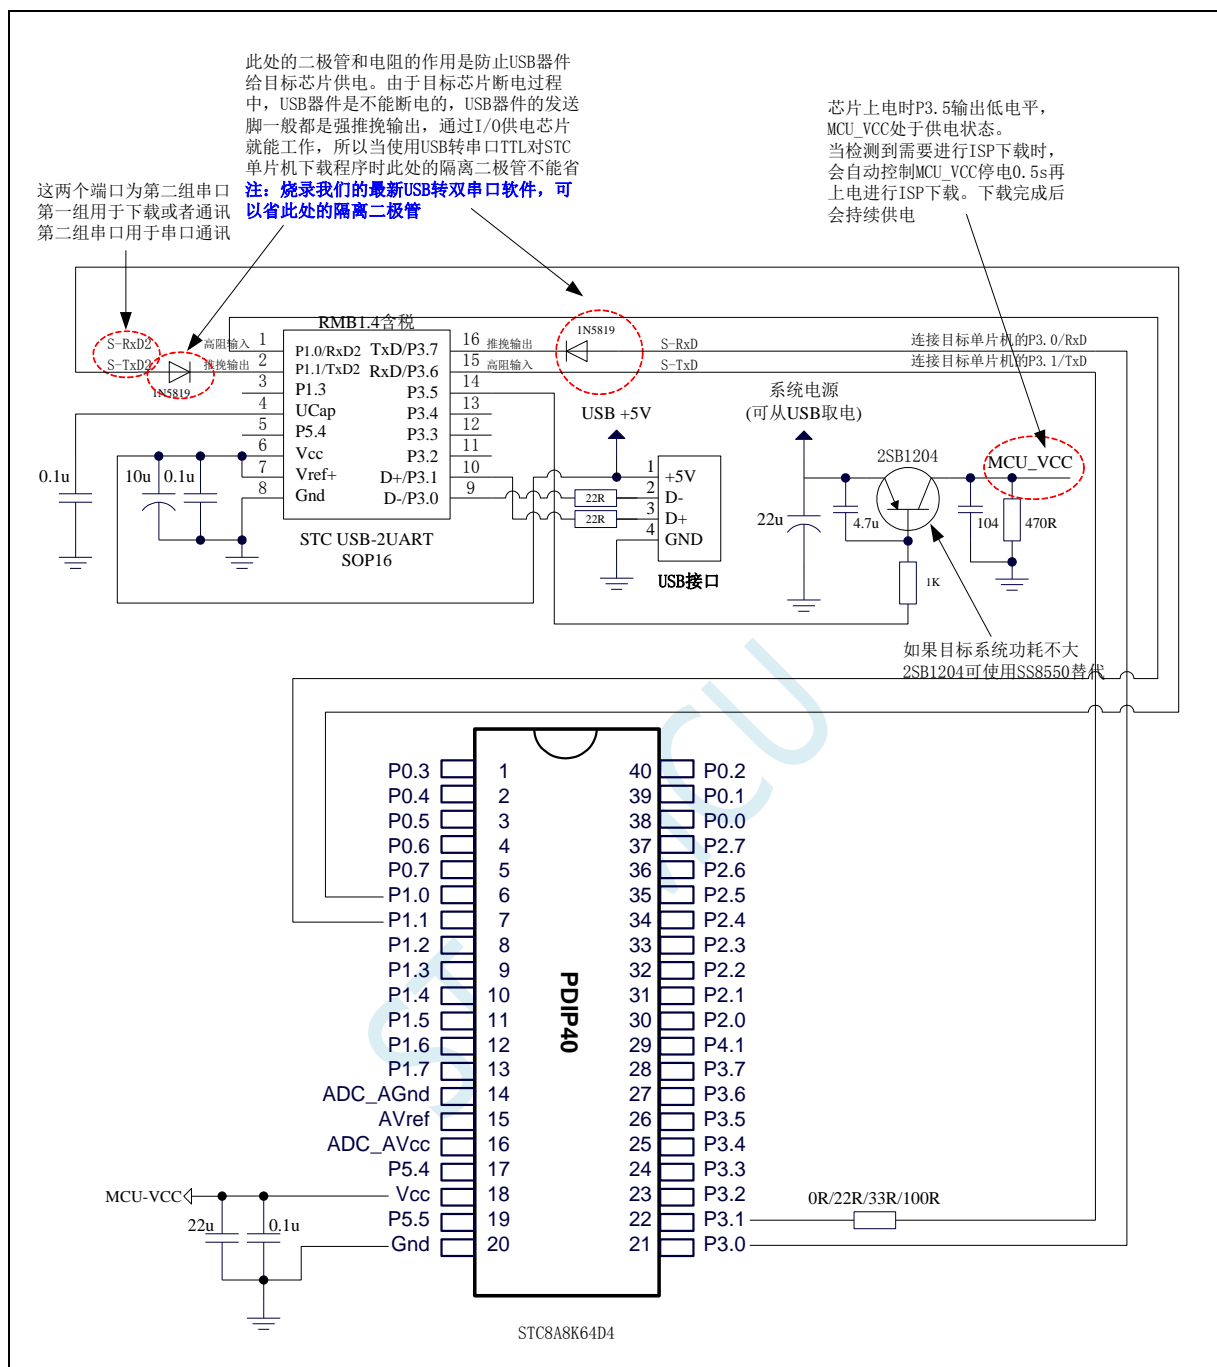 此处的二极管和电阻的作用是防止USB器件
给目标芯片供电。由于目标芯片断电过程
中，USB器件是不能断电的，USB器件的发送
脚一般都是强推挽输出，通过I/O供电芯片
就能工作，所以当使用USB转串口TTL对STC
单片机下载程序时此处的隔离二极管不能省
注：烧录我们的最新USB转双串口软件，可
以省此处的隔离二极管
芯片上电时P3.5输出低电平，
MCU_VCC处于供电状态。
当检测到需要进行ISP下载时，
会自动控制MCU_VCC停电0.5s再
上电进行ISP下载。下载完成后
会持续供电
这两个端口为第二组串口
第一组用于下载或者通讯
第二组串口用于串口通讯
RMB1.4含税
S-RxD2
高阻输入
1
P1.0/RxD2
TxD/P3.7
16
推挽输出
1N5819
S-RxD
连接目标单片机的P3.0/RxD
S-TxD2
1N5819
推挽输出
2
P1.1/TxD2
RxD/P3.6
15
高阻输入
S-TxD
连接目标单片机的P3.1/TxD
3
P1.3
P3.5
14
4
UCap
P3.4
13
5
P5.4
P3.3
12
6
Vcc
P3.2
11
7
Vref+
D+/P3.1
10
8
Gnd
D-/P3.0
9
STC USB-2UART
SOP16
0.1u
10u
0.1u
USB +5V
22R
22R
1
+5V
2
D-
3
D+
4
GND
USB接口
系统电源
(可从USB取电)
22u
4.7u
2SB1204
MCU_VCC
104
470R
1K
如果目标系统功耗不大
2SB1204可使用SS8550替代
STC MCU
P0.3 1 40 P0.2
P0.4 2 39 P0.1
P0.5 3 38 P0.0
P0.6 4 37 P2.7
P0.7 5 36 P2.6
P1.0 6 35 P2.5
P1.1 7 34 P2.4
P1.2 8 33 P2.3
P1.3 9 32 P2.2
P1.4 10 31 P2.1
P1.5 11 30 P2.0
P1.6 12 29 P4.1
P1.7 13 28 P3.7
ADC_AGnd 14 27 P3.6
AVref 15 26 P3.5
ADC_AVcc 16 25 P3.4
P5.4 17 24 P3.3
Vcc 18 23 P3.2
P5.5 19 22 P3.1
Gnd 20 21 P3.0
PDIP40
MCU-VCC
22u
0.1u
0R/22R/33R/100R
STC8A8K64D4